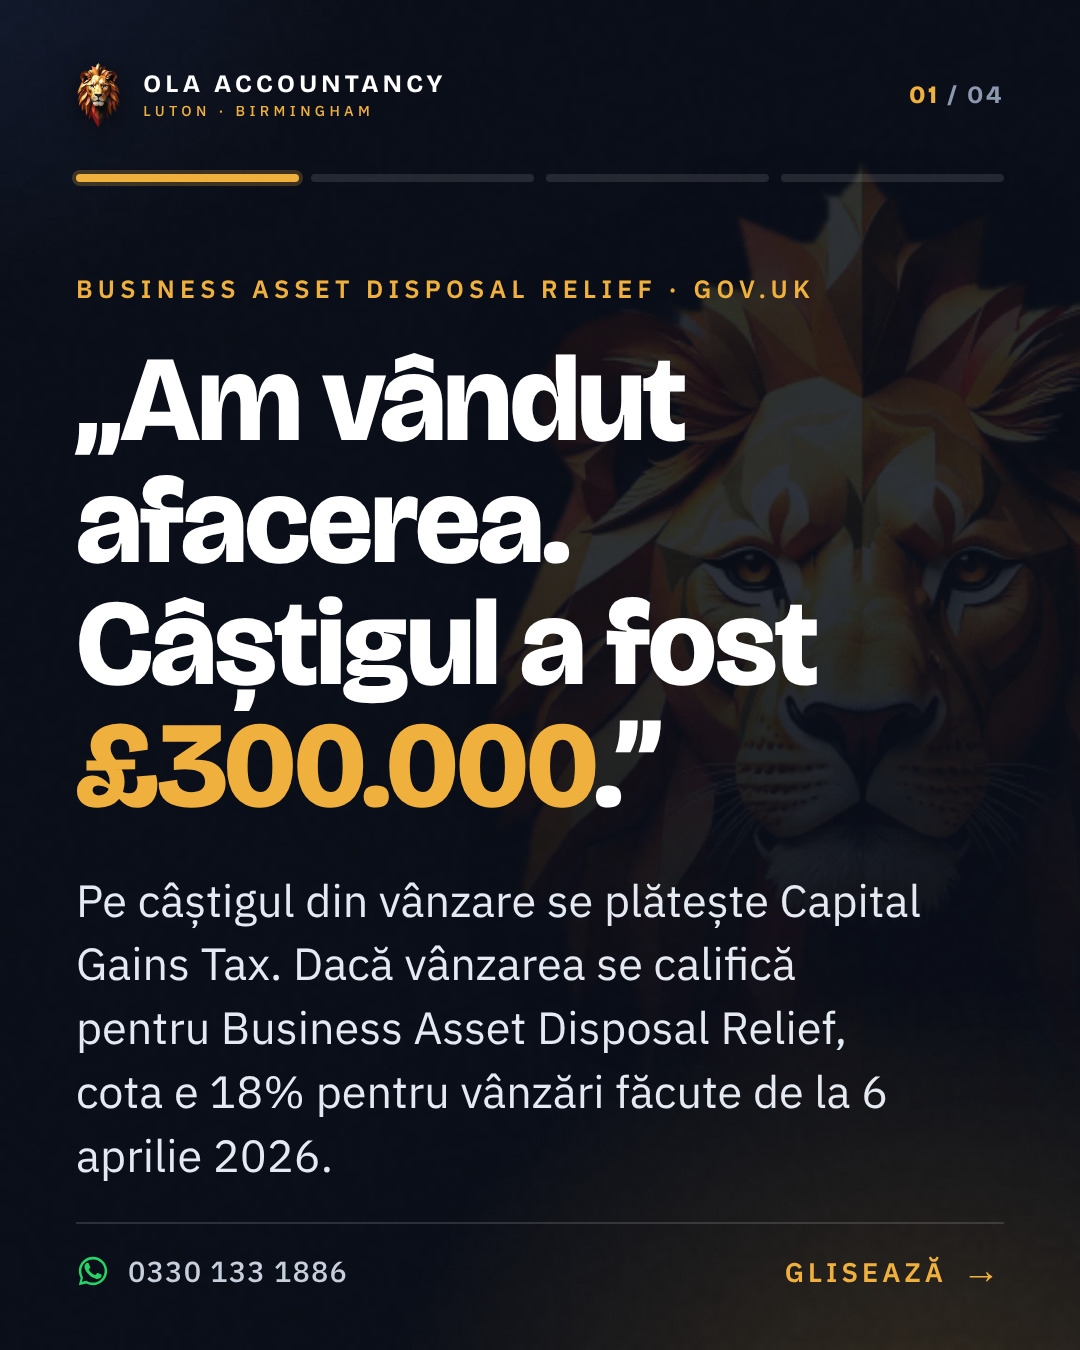 OLA ACCOUNTANCY
LUTON · BIRMINGHAM
01 / 04
BUSINESS ASSET DISPOSAL RELIEF · GOV.UK
„Am vândut
afacerea.
Câștigul a fost
£300.000.”
Pe câștigul din vânzare se plătește Capital
Gains Tax. Dacă vânzarea se califică
pentru Business Asset Disposal Relief,
cota e 18% pentru vânzări făcute de la 6
aprilie 2026.
0330 133 1886
GLISEAZĂ →